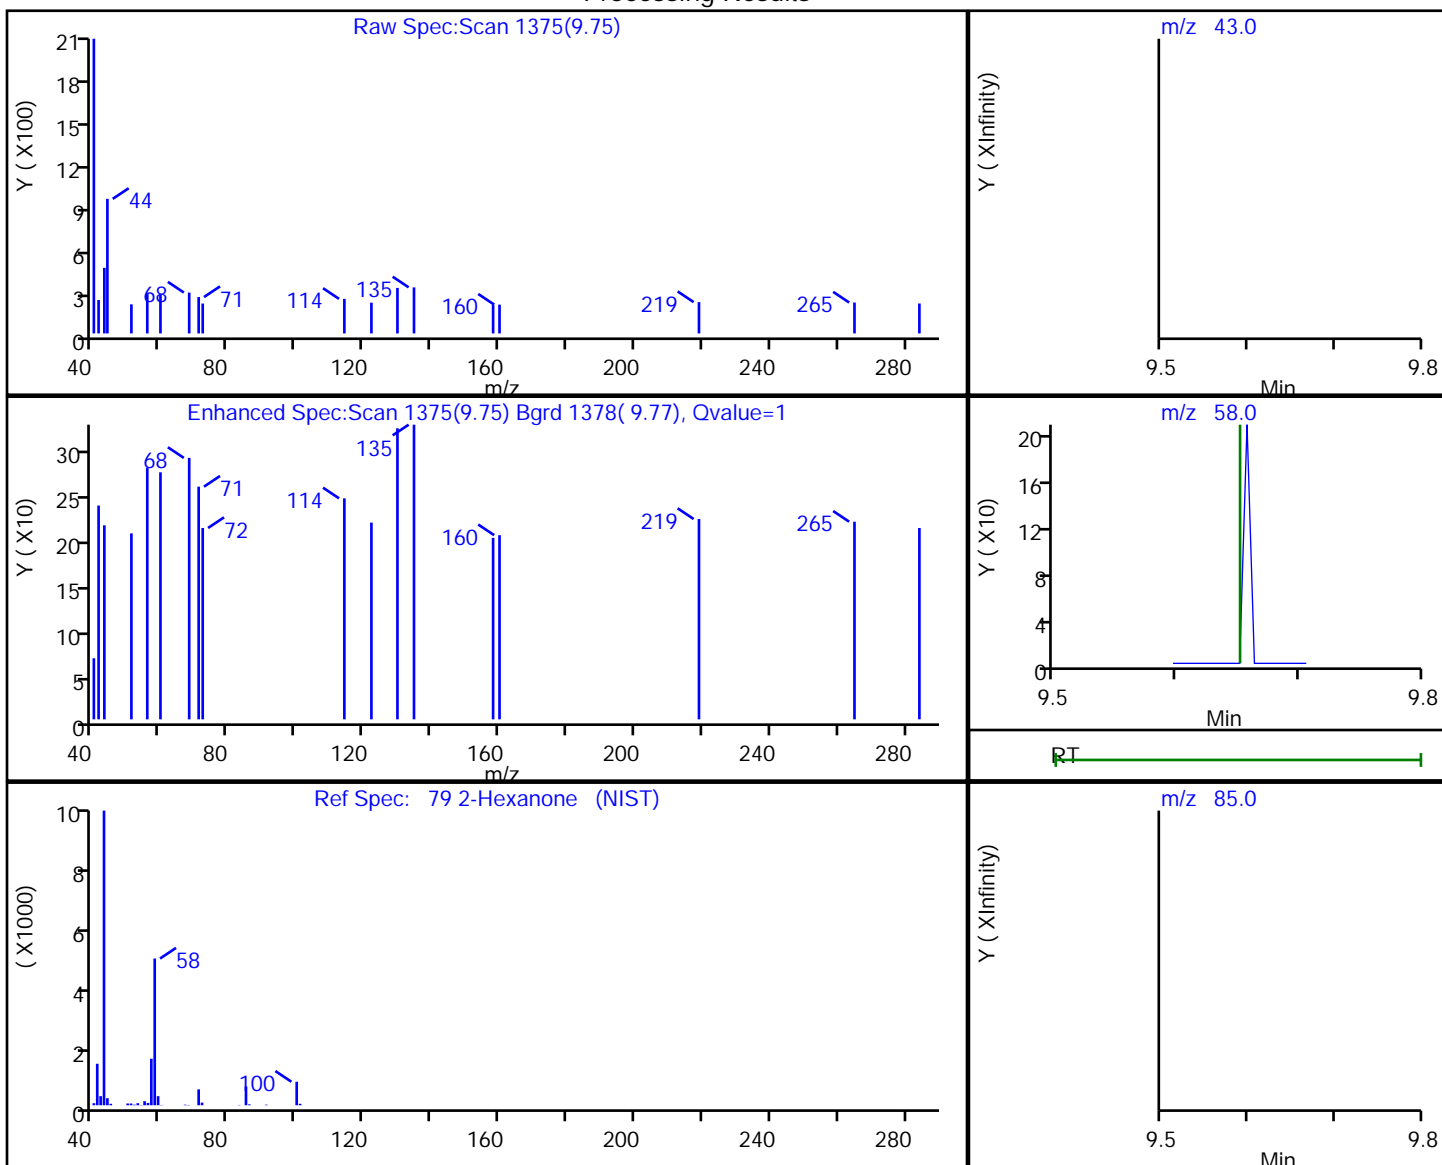 Processing Results
Raw Spec:Scan 1375(9.75)
Y ( X100)
21
18
15
12
9
6
3
0
44
68
71
114
135
160
219
265
40 80 120 160 200 240 280
m/z
m/z 43.0
Y ( XInfinity)
9.5 9.8
Min
Enhanced Spec:Scan 1375(9.75) Bgrd 1378( 9.77), Qvalue=1
Y ( X10)
30
25
20
15
10
5
0
68
71
72
114
135
160
219
265
40 80 120 160 200 240 280
m/z
m/z 58.0
Y ( X10)
20
16
12
8
4
0
9.5 9.8
Min
RT
Ref Spec: 79 2-Hexanone (NIST)
( X1000)
10
8
6
4
2
0
58
100
40 80 120 160 200 240 280
m/z 85.0
Y ( XInfinity)
9.5 9.8
Min